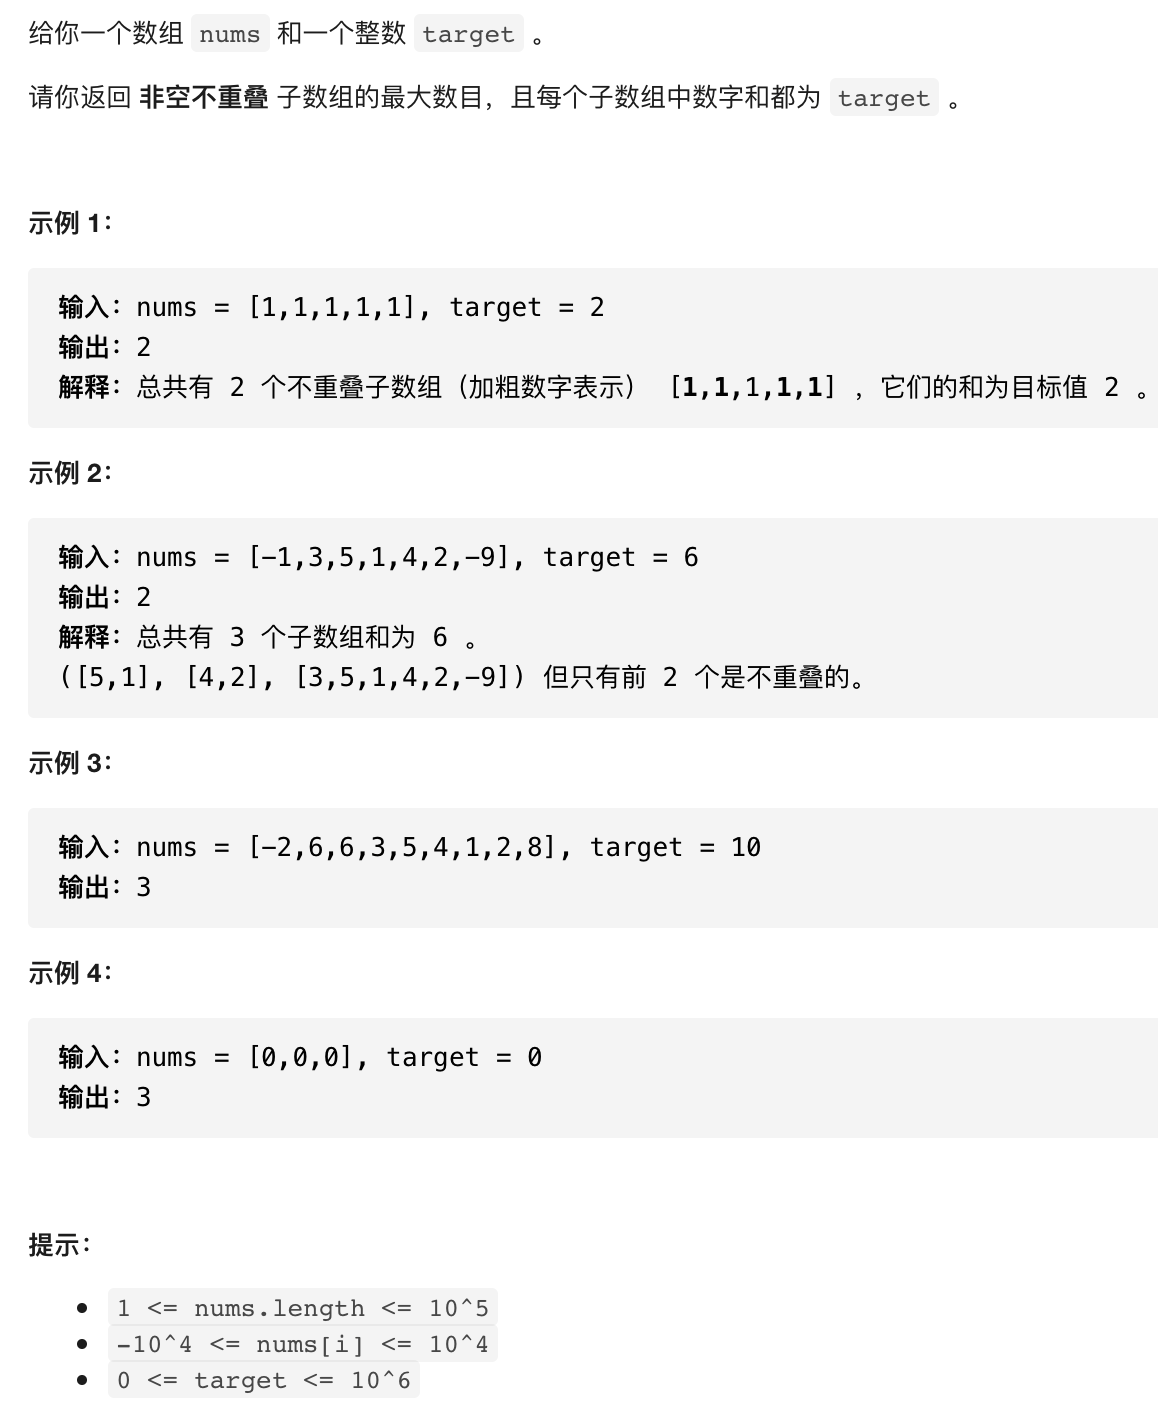 给你一个数组 nums 和一个整数 target 。
请你返回 非空不重叠 子数组的最大数目，且每个子数组中数字和都为 target 。
示例 1：
输入：nums = [1,1,1,1,1], target = 2
输出：2
解释：总共有 2 个不重叠子数组（加粗数字表示） [1,1,1,1,1] ，它们的和为目标值 2 。
示例 2：
输入：nums = [-1,3,5,1,4,2,-9], target = 6
输出：2
解释：总共有 3 个子数组和为 6 。
([5,1], [4,2], [3,5,1,4,2,-9]) 但只有前 2 个是不重叠的。
示例 3：
输入：nums = [-2,6,6,3,5,4,1,2,8], target = 10
输出：3
示例 4：
输入：nums = [0,0,0], target = 0
输出：3
提示：
1 <= nums.length <= 10^5
-10^4 <= nums[i] <= 10^4
0 <= target <= 10^6